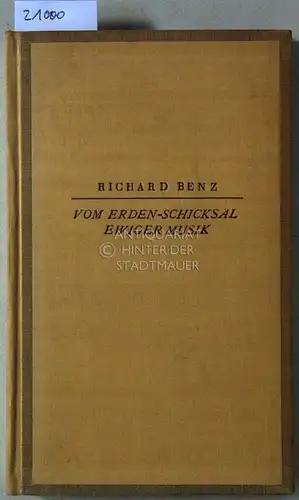 21000
RICHARD BENZ
VOM ERDEN-SCHICKSAL
EWIGER MUSIK
ANTIQUARIAT
© HINTER DER
STADTMAUER